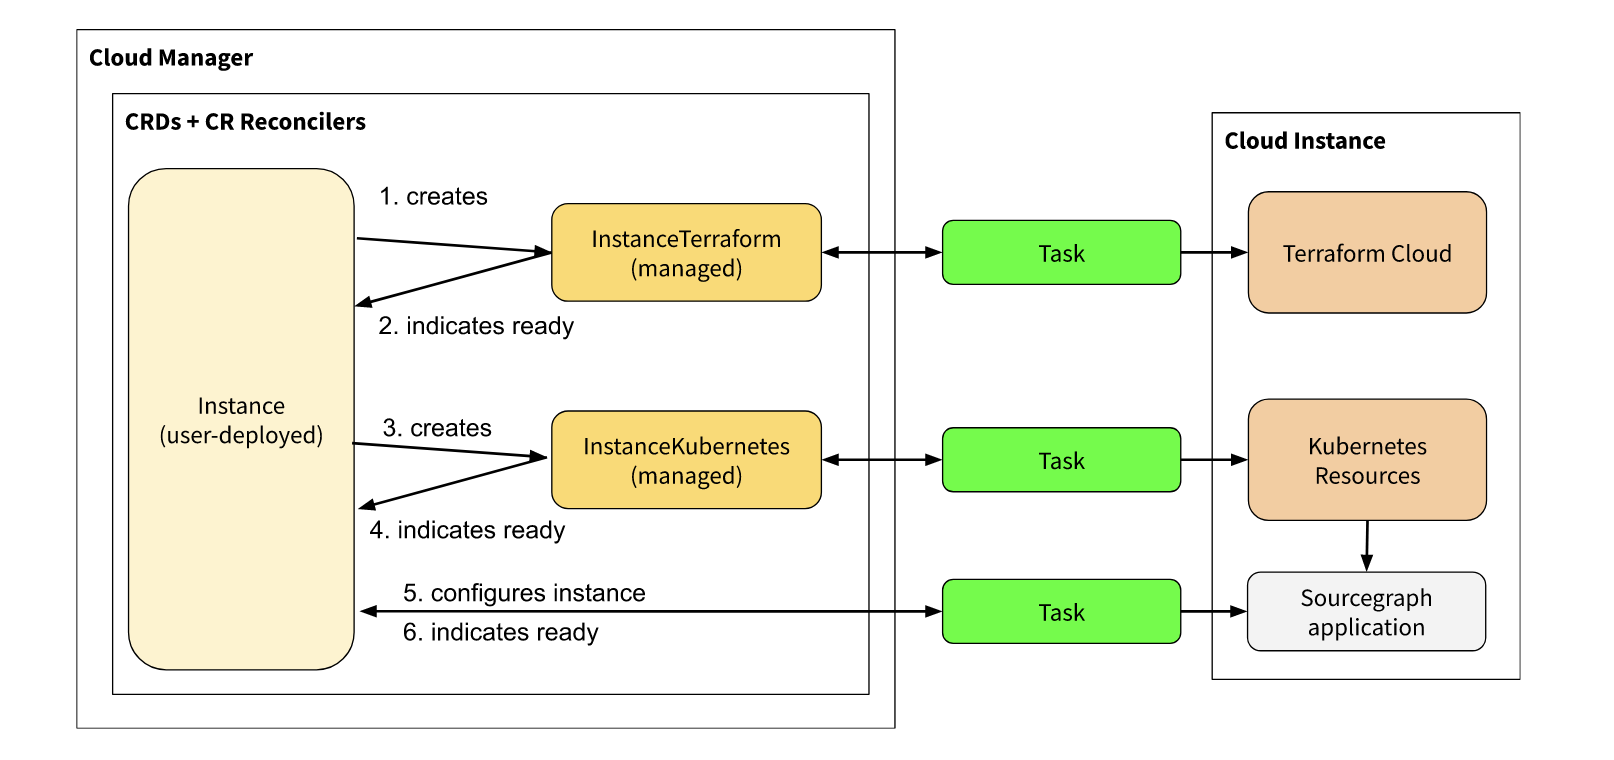 Cloud Manager
CRDs + CR Reconcilers
Cloud Instance
1. creates
InstanceTerraform
(managed)
Task
Terraform Cloud
2. indicates ready
Instance
(user-deployed)
3. creates
InstanceKubernetes
(managed)
Task
Kubernetes
Resources
4. indicates ready
5. configures instance
6. indicates ready
Task
Sourcegraph
application